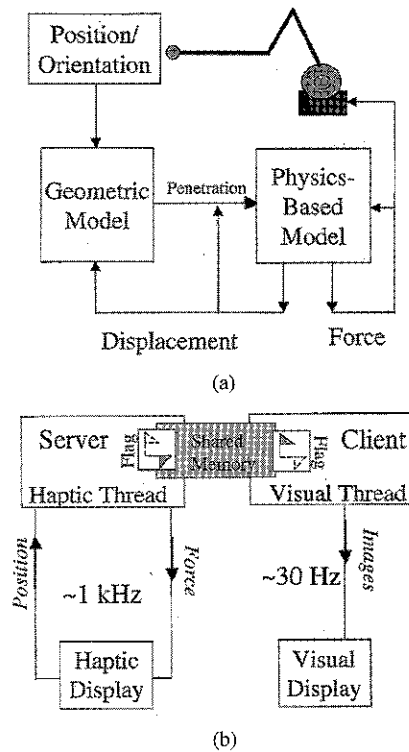 Position/
Orientation
Geometric
Model
Penetration
Physics-
Based
Model
Displacement
Force
(a)
Server
Flag
Shared
Memory
Flag
Client
Haptic Thread
Visual Thread
Position
Force
~1 kHz
~30 Hz
Images
Haptic
Display
Visual
Display
(b)